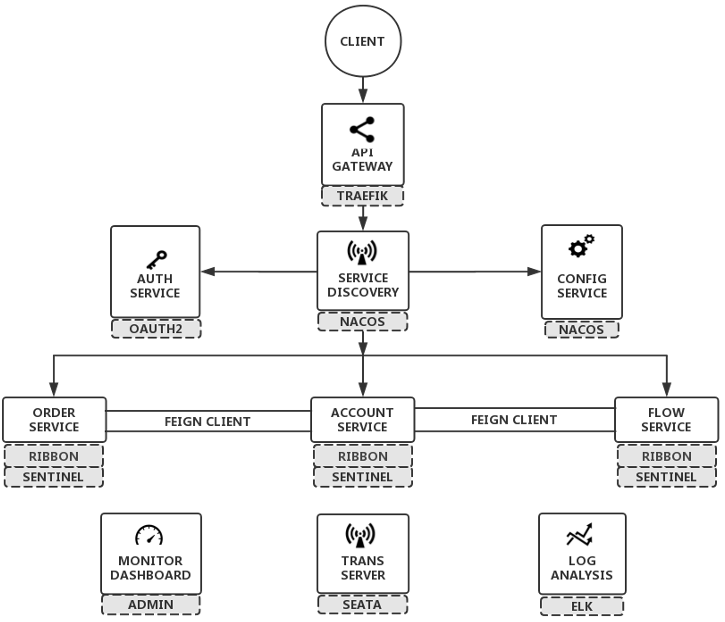 CLIENT
API
GATEWAY
TRAEFIK
AUTH
SERVICE
OAUTH2
SERVICE
DISCOVERY
NACOS
CONFIG
SERVICE
NACOS
ORDER
SERVICE
RIBBON
SENTINEL
FEIGN CLIENT
ACCOUNT
SERVICE
RIBBON
SENTINEL
FEIGN CLIENT
FLOW
SERVICE
RIBBON
SENTINEL
MONITOR
DASHBOARD
ADMIN
TRANS
SERVER
SEATA
LOG
ANALYSIS
ELK